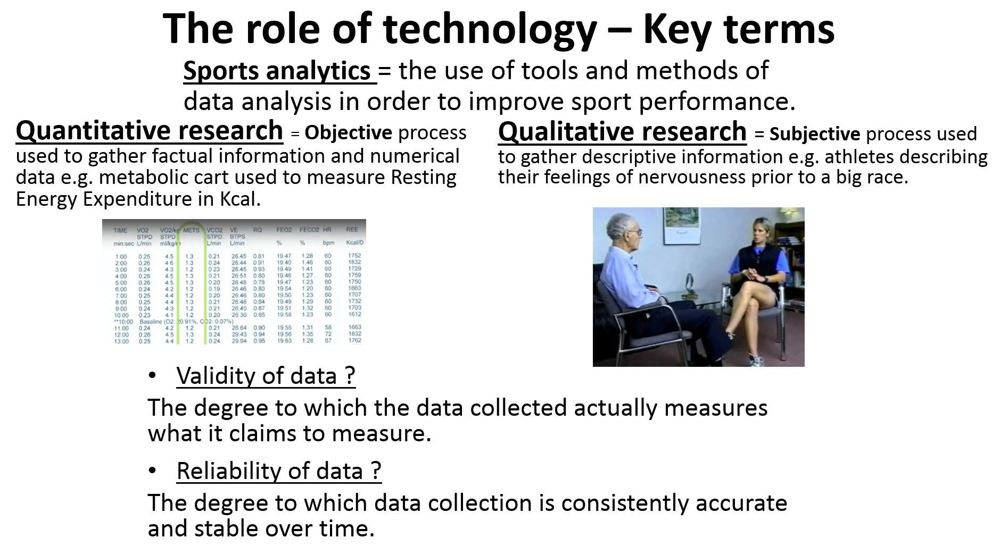 The role of technology – Key terms
Sports analytics = the use of tools and methods of
data analysis in order to improve sport performance.
Quantitative research = Objective process
used to gather factual information and numerical
data e.g. metabolic cart used to measure Resting
Energy Expenditure in Kcal.
Qualitative research = Subjective process used
to gather descriptive information e.g. athletes describing
their feelings of nervousness prior to a big race.
TIME VO2 VO2/kg METS VCO2 VE RQ FEO2 FECO2 HR REE
STPD STPD STPD BTPS
min:sec L/min ml/kg/m L/min L/min % % bpm Kcal/D
1:00 0.25 4.5 1.3 0.21 26.45 0.81 19.47 1.28 60 1752
2:00 0.26 4.6 1.3 0.24 26.44 0.91 19.40 1.46 60 1832
3:00 0.24 4.3 1.2 0.23 26.45 0.93 19.49 1.41 60 1729
4:00 0.26 4.5 1.3 0.21 26.51 0.80 19.46 1.27 60 1759
5:00 0.26 4.5 1.3 0.20 26.48 0.78 19.47 1.23 60 1750
6:00 0.24 4.2 1.2 0.19 26.46 0.80 19.54 1.20 60 1663
7:00 0.25 4.4 1.2 0.20 26.46 0.80 19.50 1.23 60 1707
8:00 0.25 4.4 1.3 0.21 26.48 0.84 19.49 1.29 60 1732
9:00 0.24 4.3 1.2 0.21 26.40 0.87 19.51 1.32 60 1703
10:00 0.23 4.1 1.2 0.20 26.30 0.85 19.58 1.23 60 1612
**10:00 Baseline (O2: 20.91%, CO2: 0.07%)
11:00 0.24 4.2 1.2 0.21 26.64 0.90 19.55 1.31 58 1663
12:00 0.26 4.5 1.3 0.24 29.43 0.94 19.56 1.35 72 1832
13:00 0.25 4.4 1.2 0.24 29.94 0.95 19.63 1.28 67 1762
• Validity of data ?
The degree to which the data collected actually measures
what it claims to measure.
• Reliability of data ?
The degree to which data collection is consistently accurate
and stable over time.